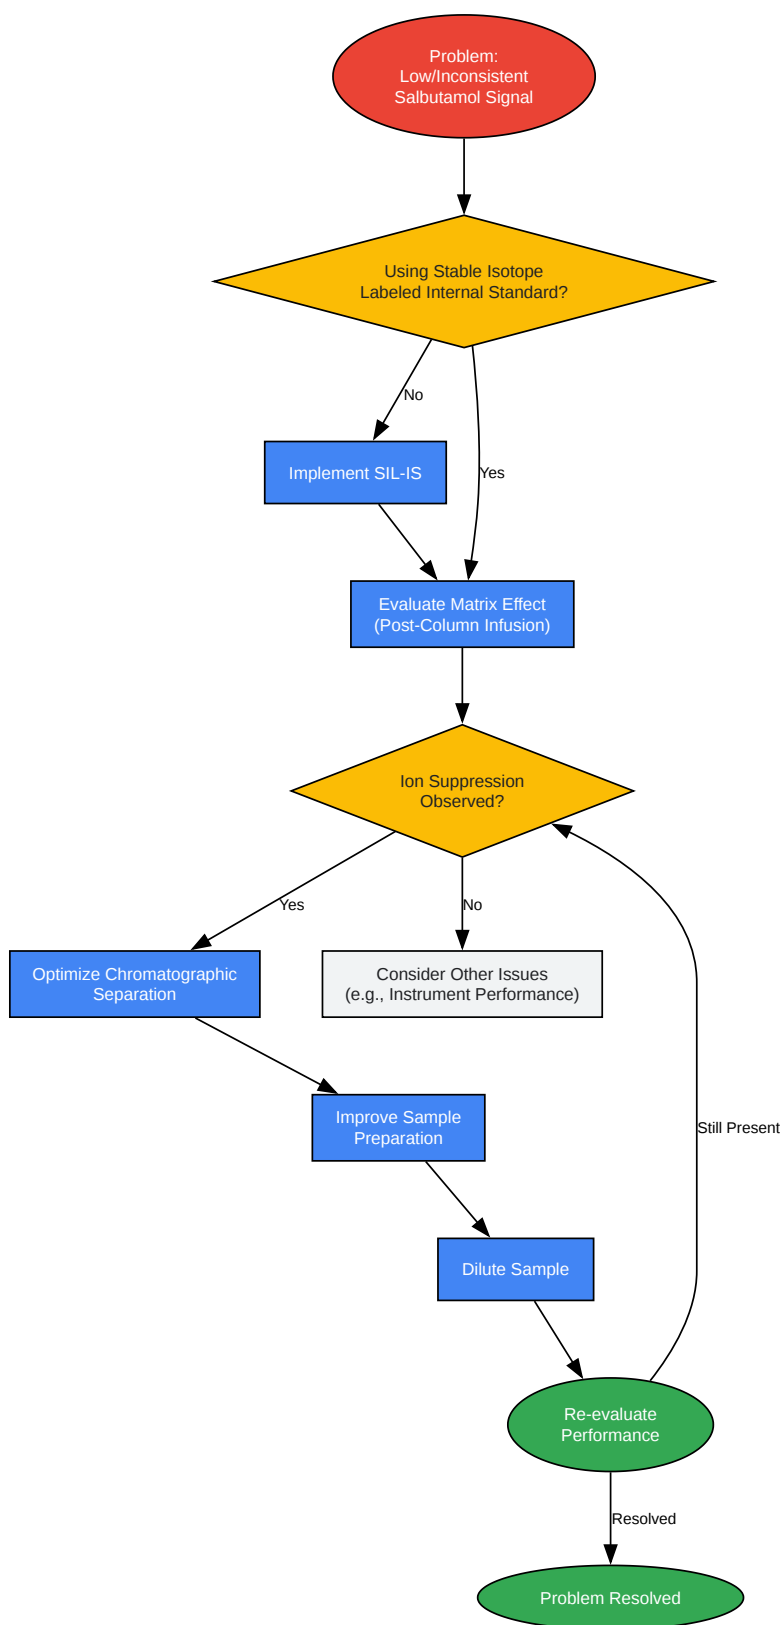 Problem:
Low/Inconsistent
Salbutamol Signal
Using Stable Isotope
Labeled Internal Standard?
No
Implement SIL-IS
Yes
Evaluate Matrix Effect
(Post-Column Infusion)
Ion Suppression
Observed?
Yes
No
Optimize Chromatographic
Separation
Consider Other Issues
(e.g., Instrument Performance)
Improve Sample
Preparation
Still Present
Dilute Sample
Re-evaluate
Performance
Resolved
Problem Resolved